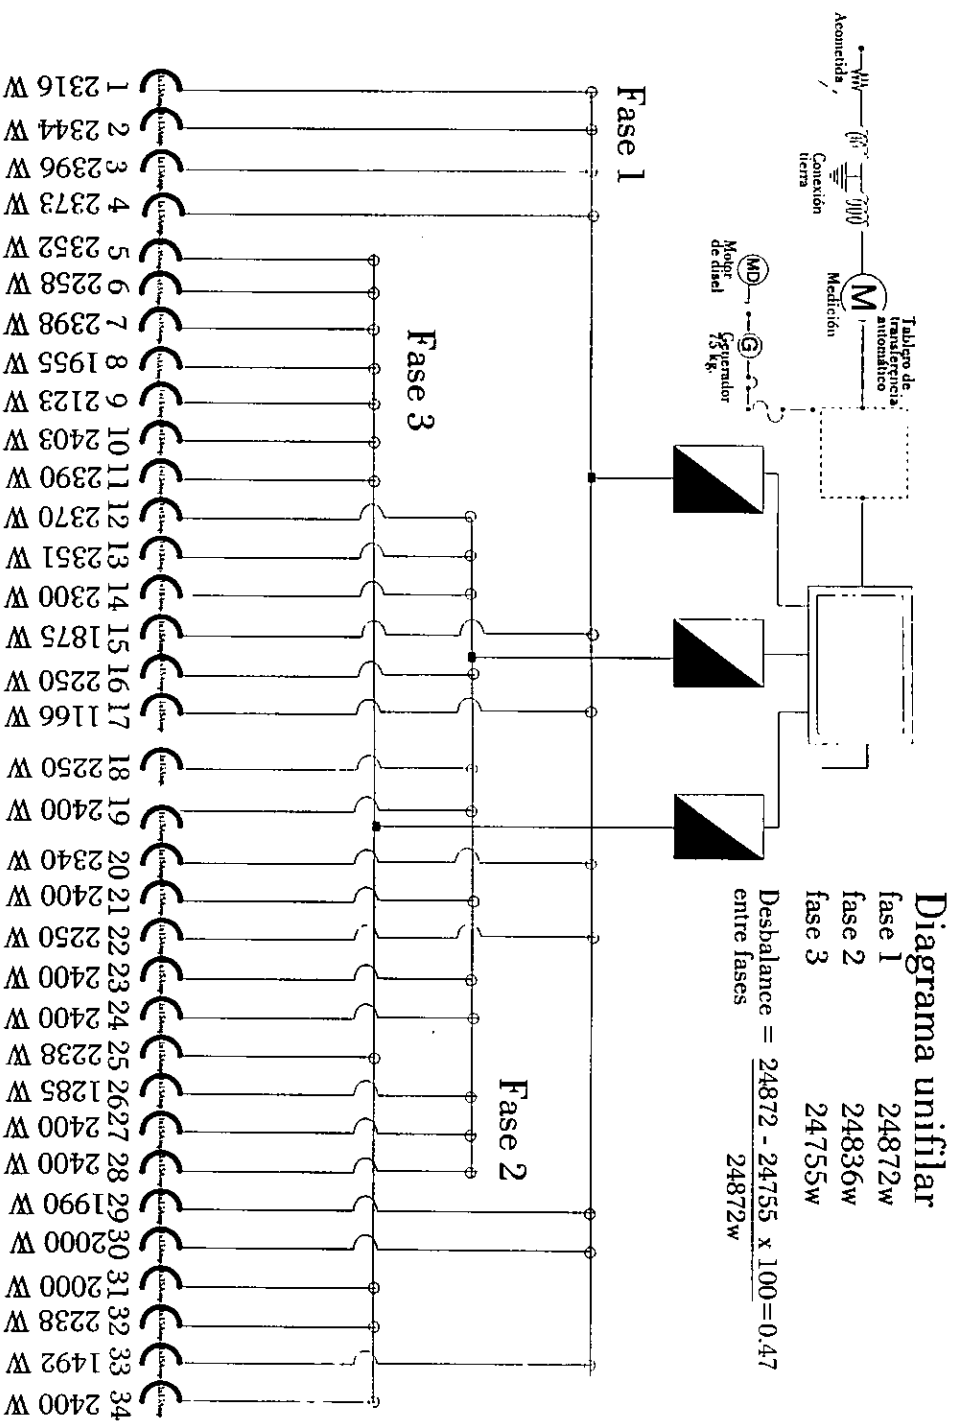 Diagrama unifilar
fase 1 24872w
fase 2 24836w
fase 3 24755w
Desbalance = 24872 - 24755 x 100=0.47
entre fases
24872w
Acometida
Conexión
tierra
M
Medición
Tablero de
transferencia
automático
MD
Motor
de disel
G
Generador
75 kg.
Fase 1
Fase 3
Fase 2
1 2316 W
2 2344 W
3 2396 W
4 2373 W
5 2352 W
6 2258 W
7 2398 W
8 1955 W
9 2123 W
10 2403 W
11 2390 W
12 2370 W
13 2351 W
14 2300 W
15 1875 W
16 2250 W
17 1166 W
18 2250 W
19 2400 W
20 2340 W
21 2400 W
22 2250 W
23 2400 W
24 2400 W
25 2238 W
26 1285 W
27 2400 W
28 2400 W
29 1990 W
30 2000 W
31 2000 W
32 2238 W
33 1492 W
34 2400 W